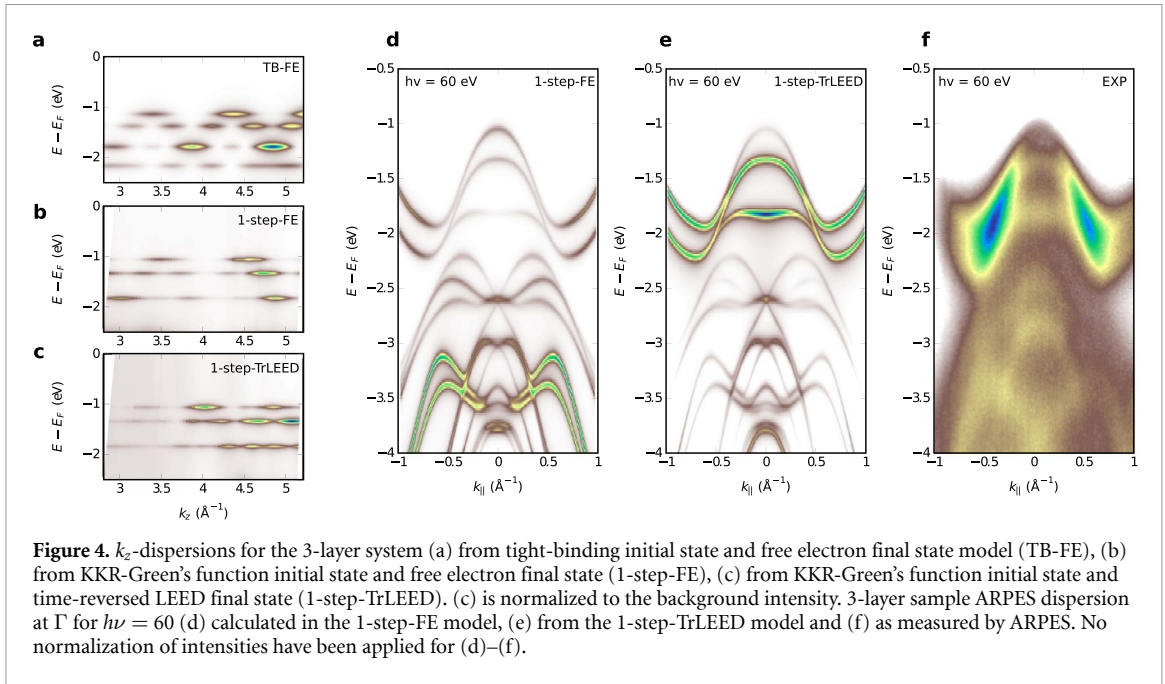 a
TB-FE
0
−1
−2
E − E_F (eV)
3 3.5 4 4.5 5
b
1-step-FE
0
−1
−2
E − E_F (eV)
3 3.5 4 4.5 5
c
1-step-TrLEED
0
−1
−2
E − E_F (eV)
3 3.5 4 4.5 5
k_z (Å⁻¹)
d
hν = 60 eV 1-step-FE
−0.5
−1
−1.5
−2
−2.5
−3
−3.5
−4
E − E_F (eV)
−1 −0.5 0 0.5 1
k_|| (Å⁻¹)
e
hν = 60 eV 1-step-TrLEED
−0.5
−1
−1.5
−2
−2.5
−3
−3.5
−4
E − E_F (eV)
−1 −0.5 0 0.5 1
k_|| (Å⁻¹)
f
hν = 60 eV EXP
−0.5
−1
−1.5
−2
−2.5
−3
−3.5
−4
E − E_F (eV)
−1 −0.5 0 0.5 1
k_|| (Å⁻¹)
Figure 4. k_z-dispersions for the 3-layer system (a) from tight-binding initial state and free electron final state model (TB-FE), (b)
from KKR-Green's function initial state and free electron final state (1-step-FE), (c) from KKR-Green's function initial state and
time-reversed LEED final state (1-step-TrLEED). (c) is normalized to the background intensity. 3-layer sample ARPES dispersion
at Γ for hν = 60 (d) calculated in the 1-step-FE model, (e) from the 1-step-TrLEED model and (f) as measured by ARPES. No
normalization of intensities have been applied for (d)–(f).